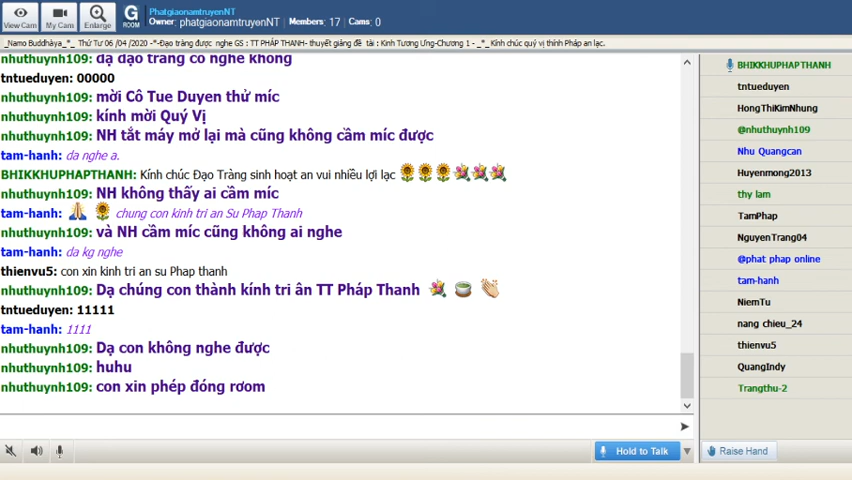 View Cam
My Cam
Enlarge
G ROOM
PhatgiaonamtruyenNT
Owner: phatgiaonamtruyenNT Members: 17 Cams: 0
_Namo Buddhàya_*_ Thứ Tư 06 /04 /2020 -*-Đạo tràng được nghe GS : TT PHÁP THANH- thuyết giảng đề tài : Kinh Tương Ưng-Chương 1 - _*_ Kính chúc quý vị thính Pháp an lạc.
nhuthuynh109: dạ đạo tràng có nghe không
tntueduyen: 00000
nhuthuynh109: mời Cô Tue Duyen thử míc
nhuthuynh109: kính mời Quý Vị
nhuthuynh109: NH tắt máy mở lại mà cũng không cầm míc được
tam-hanh: da nghe a.
BHIKKHUPHAPTHANH: Kính chúc Đạo Tràng sinh hoạt an vui nhiều lợi lạc
nhuthuynh109: NH không thấy ai cầm míc
tam-hanh: chung con kinh tri an Su Phap Thanh
nhuthuynh109: và NH cầm míc cũng không ai nghe
tam-hanh: da kg nghe
thienvu5: con xin kinh tri an su Phap thanh
nhuthuynh109: Dạ chúng con thành kính tri ân TT Pháp Thanh
tntueduyen: 11111
tam-hanh: 1111
nhuthuynh109: Dạ con không nghe được
nhuthuynh109: huhu
nhuthuynh109: con xin phép đóng rơom
Hold to Talk
BHIKKHUPHAPTHANH
tntueduyen
HongThiKimNhung
@nhuthuynh109
Nhu Quangcan
Huyenmong2013
thy lam
TamPhap
NguyenTrang04
@phat phap online
tam-hanh
NiemTu
nang chieu_24
thienvu5
QuangIndy
Trangthu-2
Raise Hand